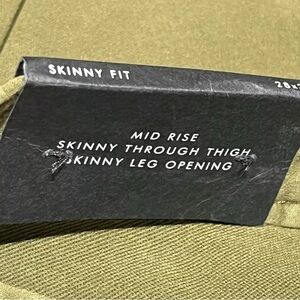 SKINNY FIT
MID RISE
SKINNY THROUGH THIGH
SKINNY LEG OPENING